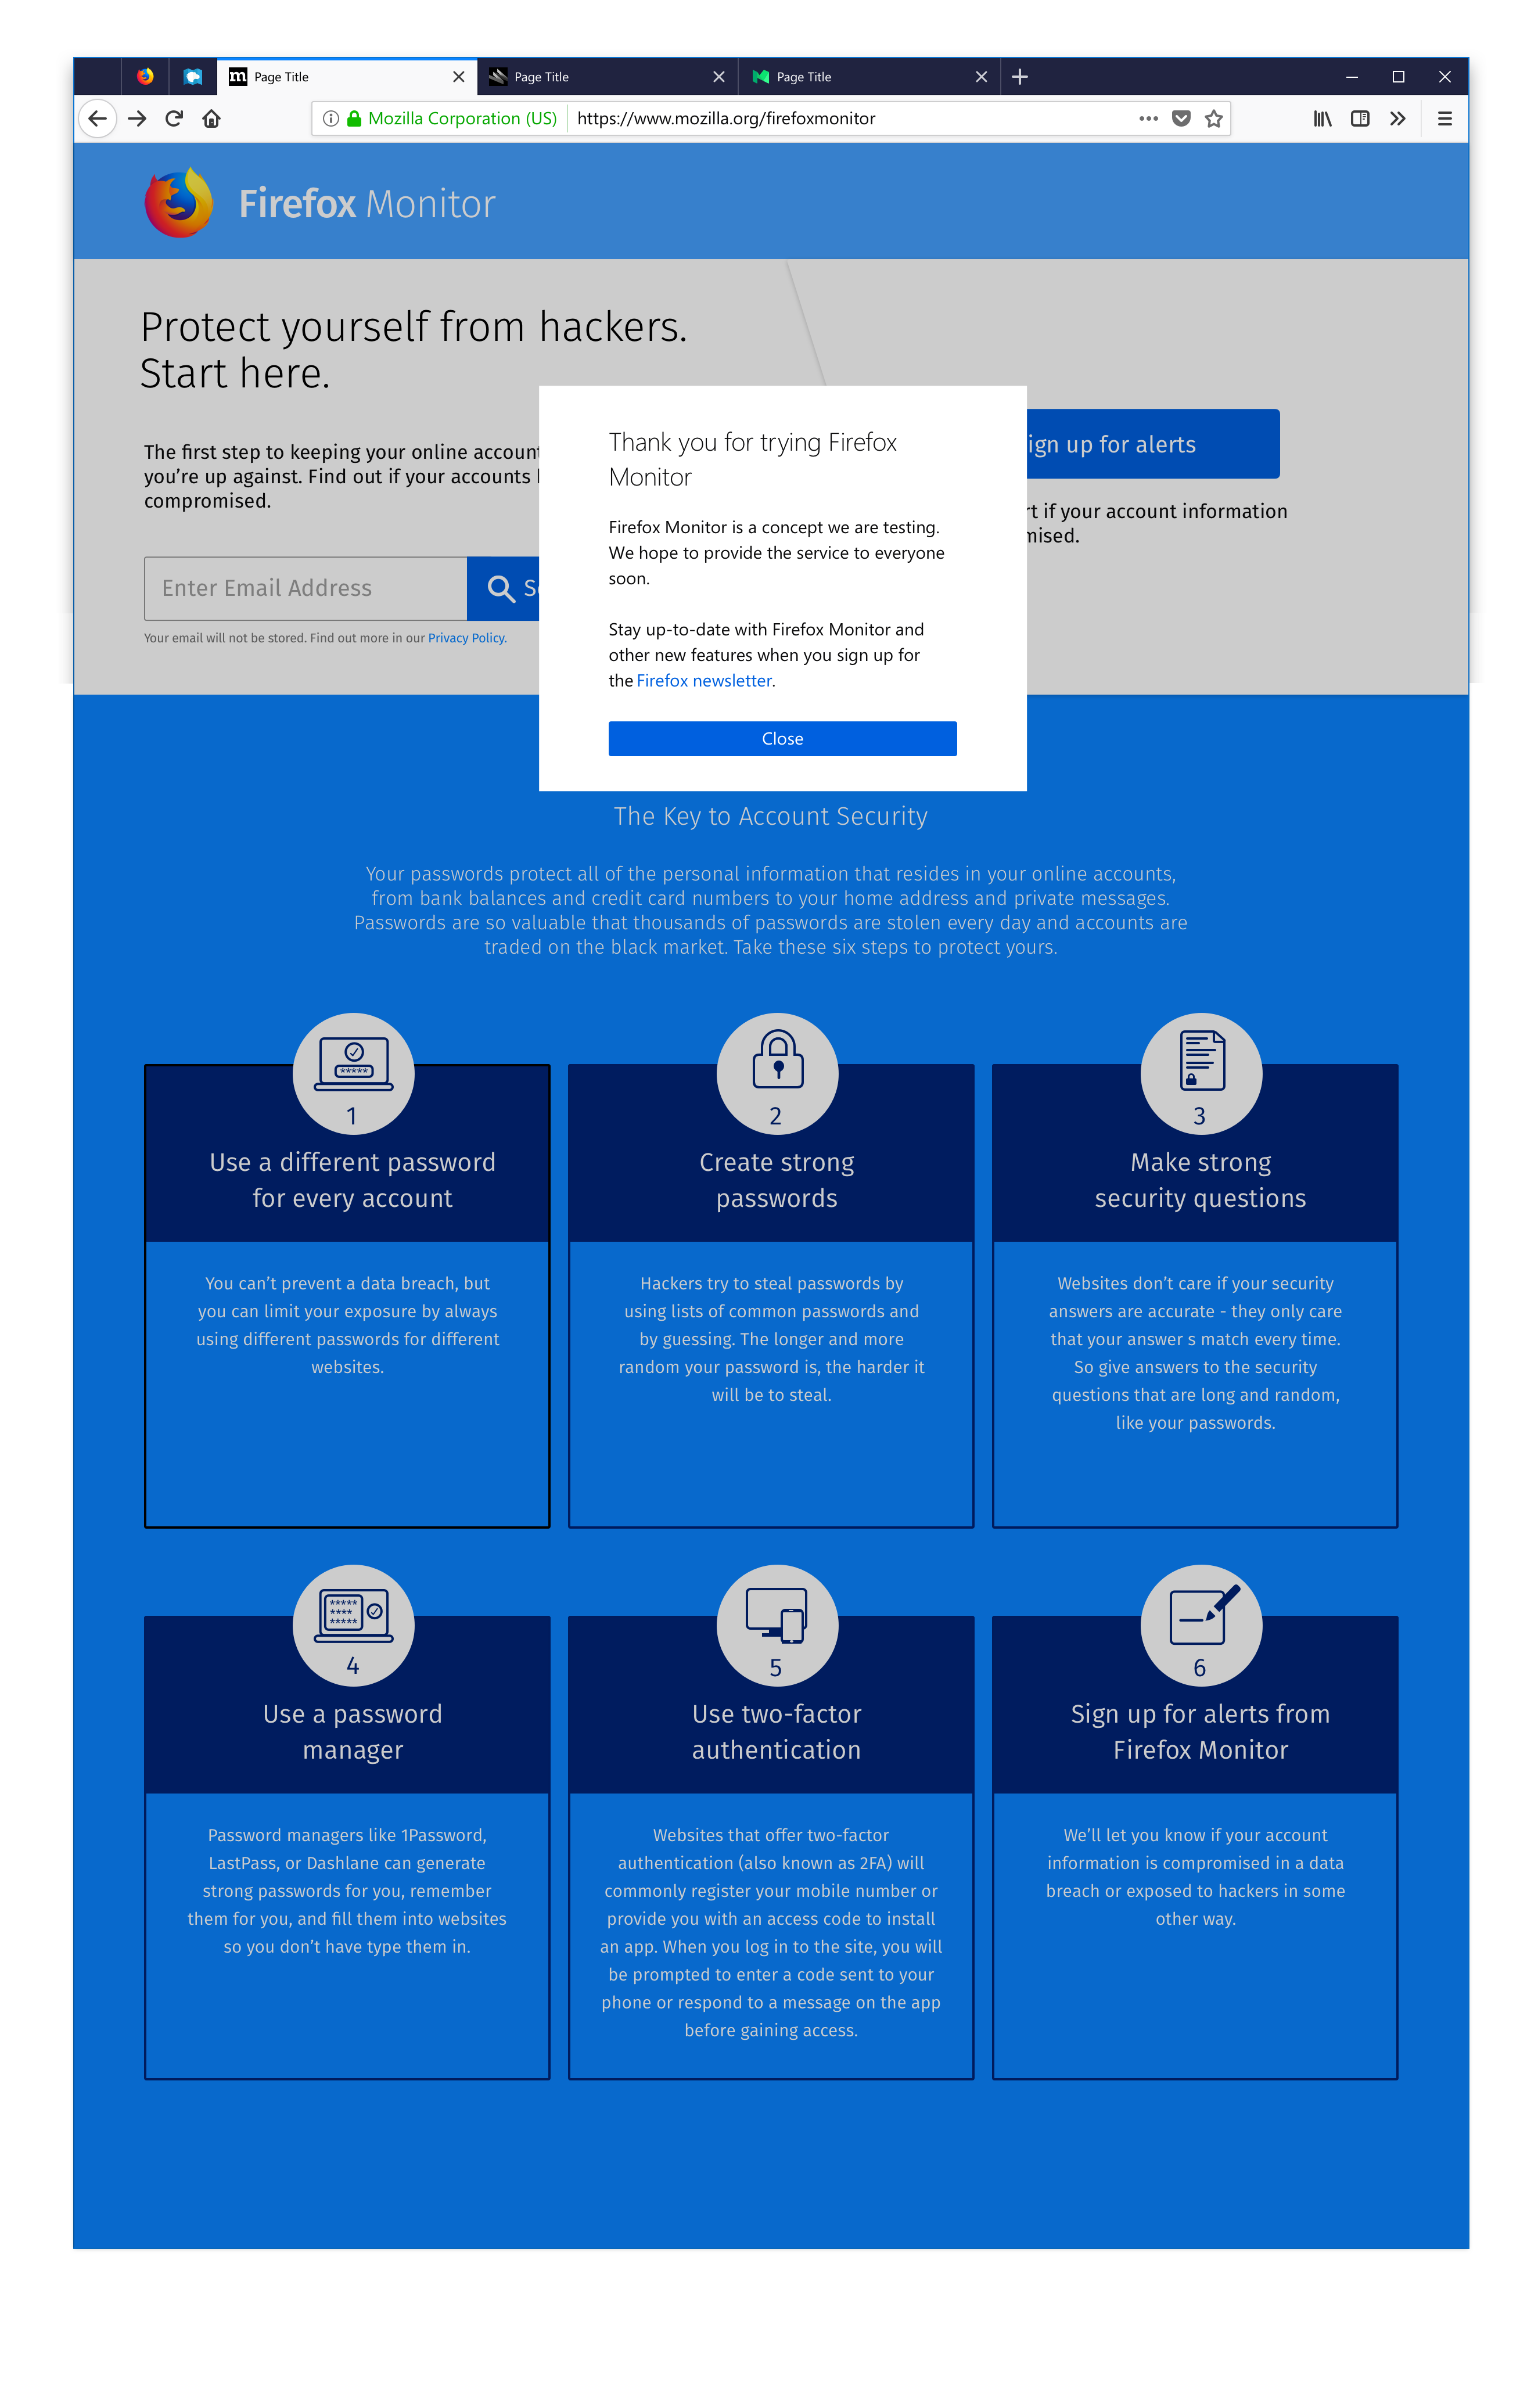 Page Title
Page Title
Page Title
Mozilla Corporation (US)
https://www.mozilla.org/firefoxmonitor
Firefox Monitor
Protect yourself from hackers.
Start here.
The first step to keeping your online
you're up against. Find out if your accounts
compromised.
Enter Email Address
Your email will not be stored. Find out more in our Privacy Policy.
up for alerts
if your account information
Thank you for trying Firefox
Monitor
Firefox Monitor is a concept we are testing.
We hope to provide the service to everyone
soon.
Stay up-to-date with Firefox Monitor and
other new features when you sign up for
the Firefox newsletter.
Close
The Key to Account Security
Your passwords protect all of the personal information that resides in your online accounts,
from bank balances and credit card numbers to your home address and private messages.
Passwords are so valuable that thousands of passwords are stolen every day and accounts are
traded on the black market. Take these six steps to protect yours.
*****
1
Use a different password
for every account
You can't prevent a data breach, but
you can limit your exposure by always
using different passwords for different
websites.
2
Create strong
passwords
Hackers try to steal passwords by
using lists of common passwords and
by guessing. The longer and more
random your password is, the harder it
will be to steal.
3
Make strong
security questions
Websites don't care if your security
answers are accurate - they only care
that your answer s match every time.
So give answers to the security
questions that are long and random,
like your passwords.
*****
****
*****
4
Use a password
manager
Password managers like 1Password,
LastPass, or Dashlane can generate
strong passwords for you, remember
them for you, and fill them into websites
so you don't have type them in.
5
Use two-factor
authentication
Websites that offer two-factor
authentication (also known as 2FA) will
commonly register your mobile number or
provide you with an access code to install
an app. When you log in to the site, you will
be prompted to enter a code sent to your
phone or respond to a message on the app
before gaining access.
6
Sign up for alerts from
Firefox Monitor
We'll let you know if your account
information is compromised in a data
breach or exposed to hackers in some
other way.